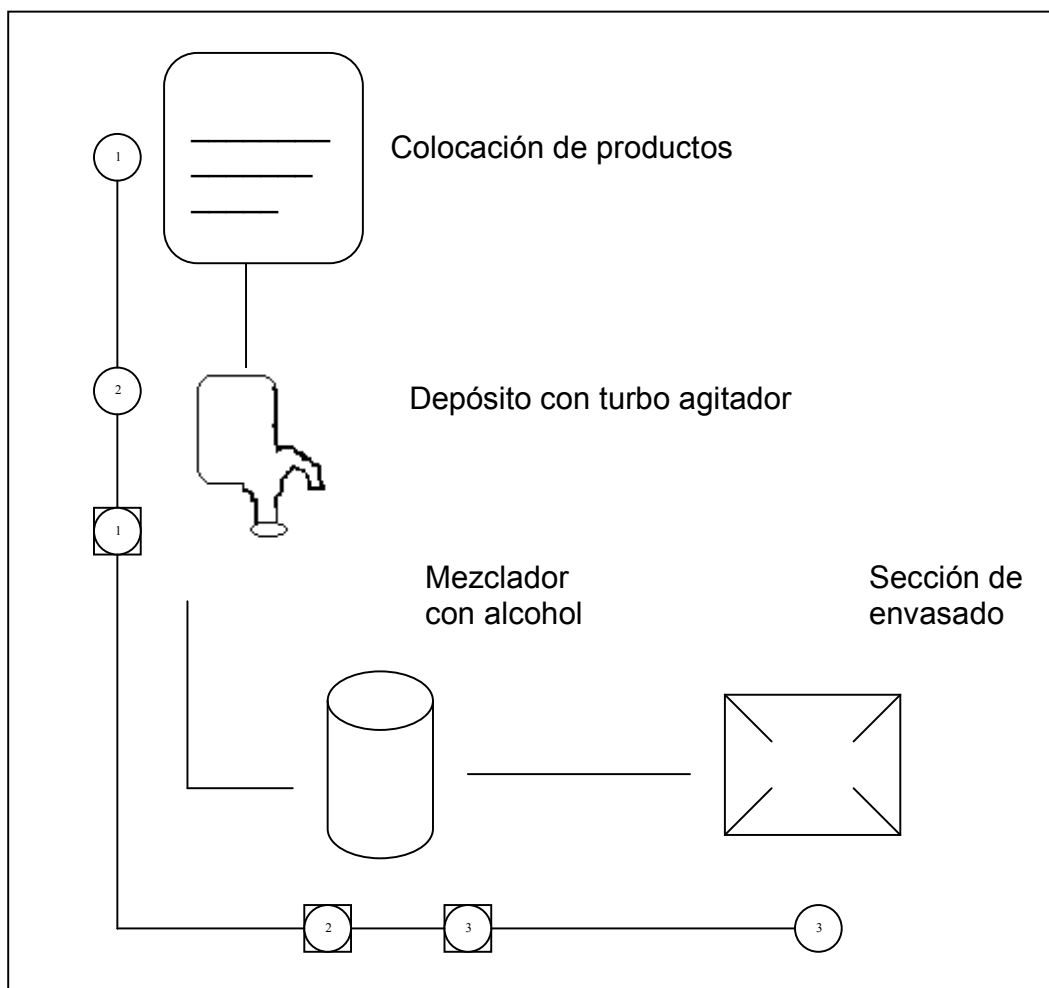 1
Colocación de productos
2
Depósito con turbo agitador
1
Mezclador
con alcohol
Sección de
envasado
2
3
3